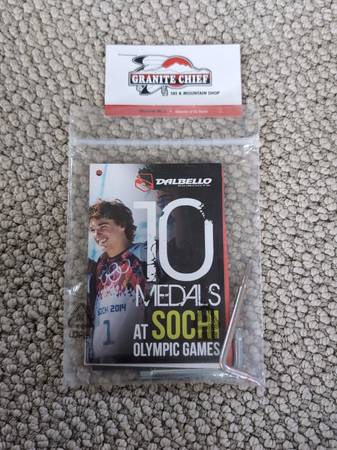 GRANITE CHIEF
SKI & MOUNTAIN SHOP
DALBELLO
10
MEDALS
AT SOCHI
OLYMPIC GAMES
SOCHI 2014
1